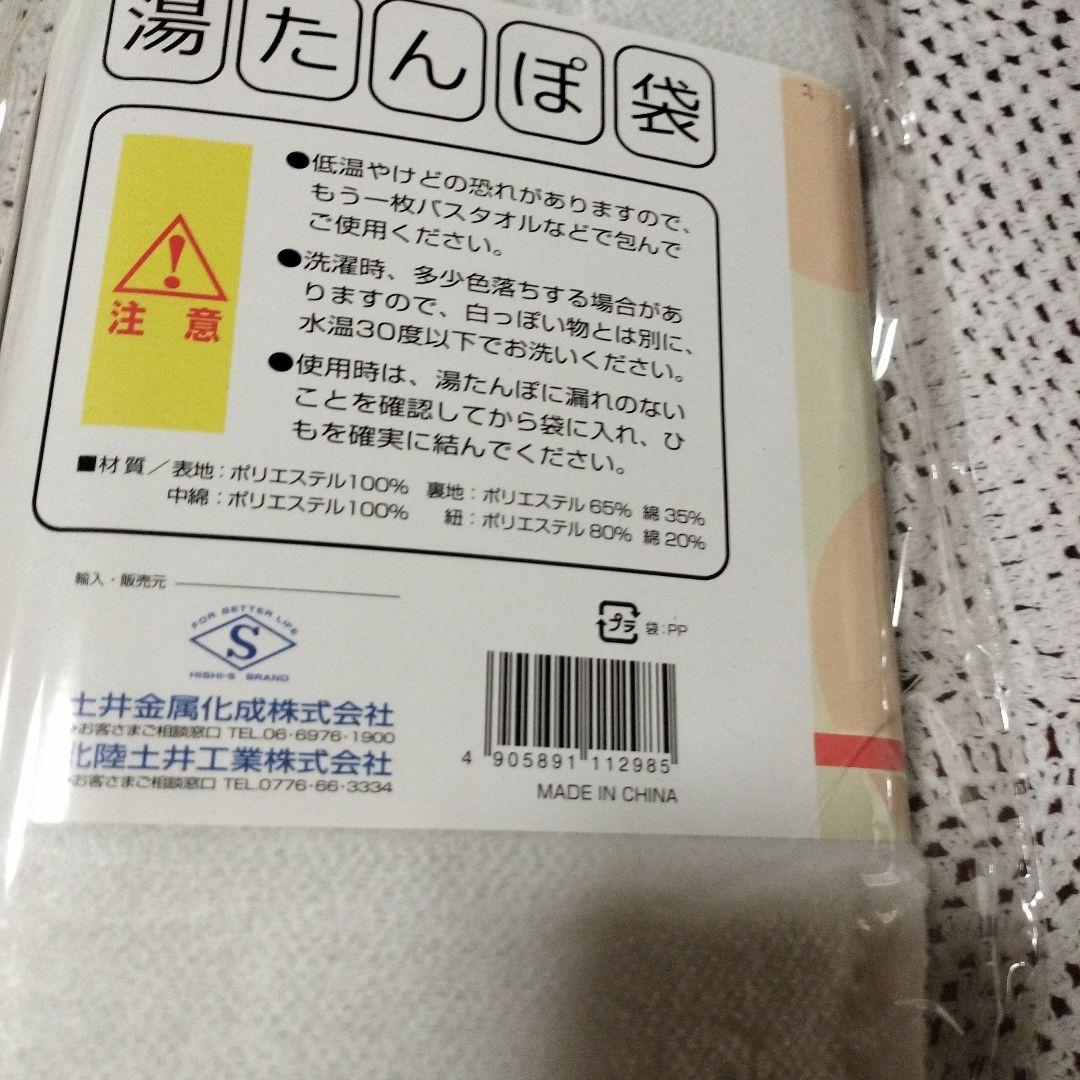 湯たんぽ袋
注意
●低温やけどの恐れがありますので、
もう一枚バスタオルなどで包んで
ご使用ください。
●洗濯時、多少色落ちする場合があ
りますので、白っぽい物とは別に、
水温30度以下でお洗いください。
●使用時は、湯たんぽに漏れのない
ことを確認してから袋に入れ、ひ
もを確実に結んでください。
■材質／表地：ポリエステル100% 裏地：ポリエステル65% 綿35%
中綿：ポリエステル100% 紐：ポリエステル80% 綿20%
輸入・販売元
FOR BETTER LIFE
S
HISHI-S BRAND
土井金属化成株式会社
お客さまご相談窓口 TEL.06-6976-1900
北陸土井工業株式会社
お客さまご相談窓口 TEL.0776-66-3334
プラ 袋：PP
4 905891 112985
MADE IN CHINA